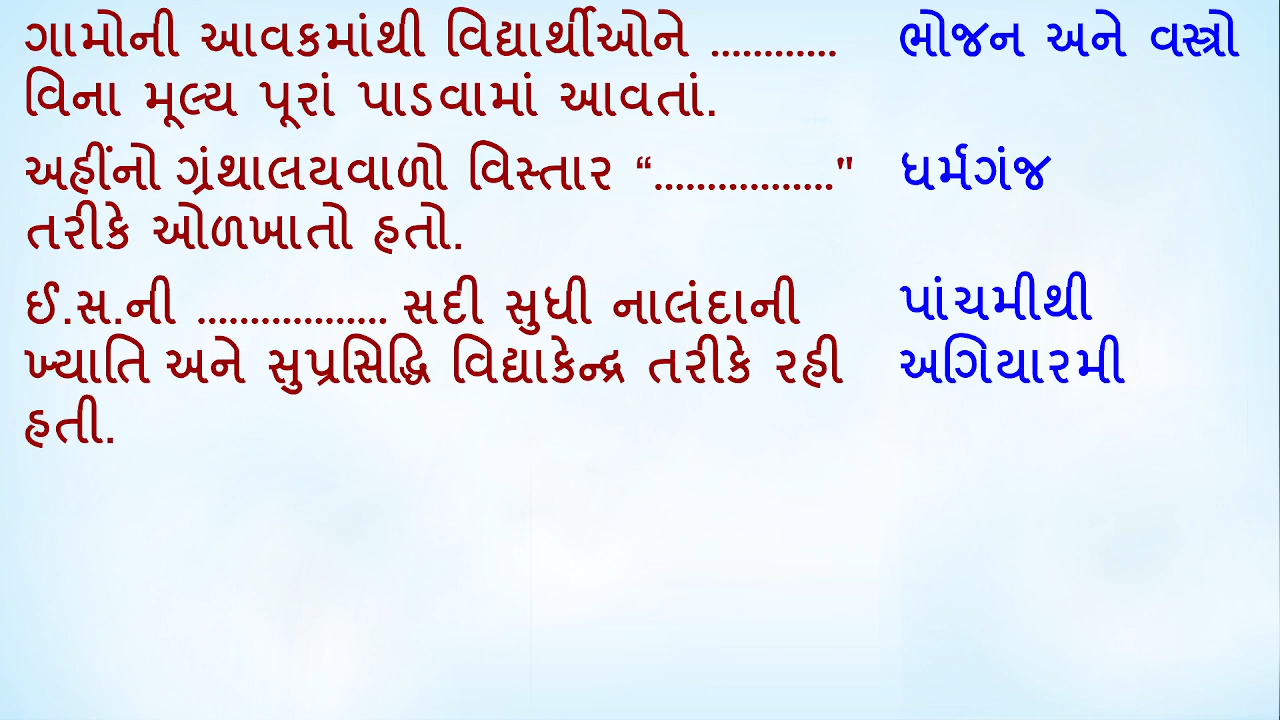 ગામોની આવકમાંથી વિદ્યાર્થીઓને ............ ભોજન અને વસ્ત્રો
વિના મૂલ્ય પૂરાં પાડવામાં આવતાં.
અહીંનો ગ્રંથાલયવાળો વિસ્તાર “................." ધર્મગંજ
તરીકે ઓળખાતો હતો.
ઈ.સ.ની .................. સદી સુધી નાલંદાની પાંચમીથી
ખ્યાતિ અને સુપ્રસિદ્ધિ વિદ્યાકેન્દ્ર તરીકે રહી અગિયારમી
હતી.